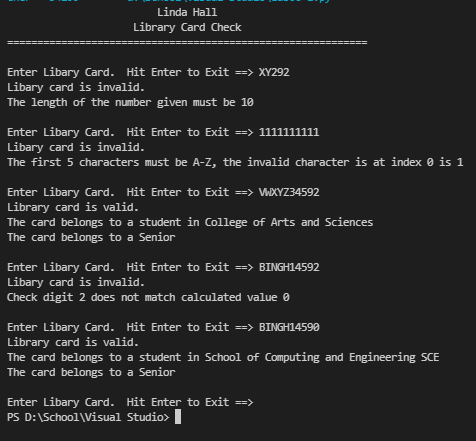 Linda Hall
Library Card Check
============================================================
Enter Libary Card.  Hit Enter to Exit ==> XY292
Libary card is invalid.
The length of the number given must be 10
Enter Libary Card.  Hit Enter to Exit ==> 1111111111
Libary card is invalid.
The first 5 characters must be A-Z, the invalid character is at index 0 is 1
Enter Libary Card.  Hit Enter to Exit ==> VWXYZ34592
Library card is valid.
The card belongs to a student in College of Arts and Sciences
The card belongs to a Senior
Enter Libary Card.  Hit Enter to Exit ==> BINGH14592
Libary card is invalid.
Check digit 2 does not match calculated value 0
Enter Libary Card.  Hit Enter to Exit ==> BINGH14590
Library card is valid.
The card belongs to a student in School of Computing and Engineering SCE
The card belongs to a Senior
Enter Libary Card.  Hit Enter to Exit ==>
PS D:\School\Visual Studio>